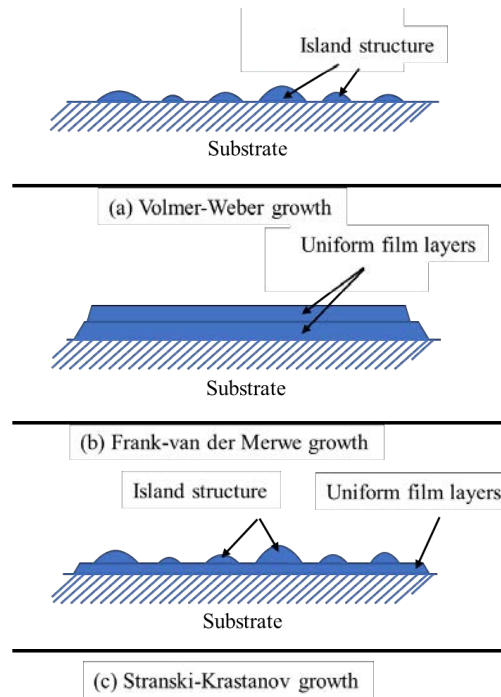 Island structure
Substrate
(a) Volmer-Weber growth
Uniform film layers
Substrate
(b) Frank-van der Merwe growth
Island structure
Uniform film layers
Substrate
(c) Stranski-Krastanov growth